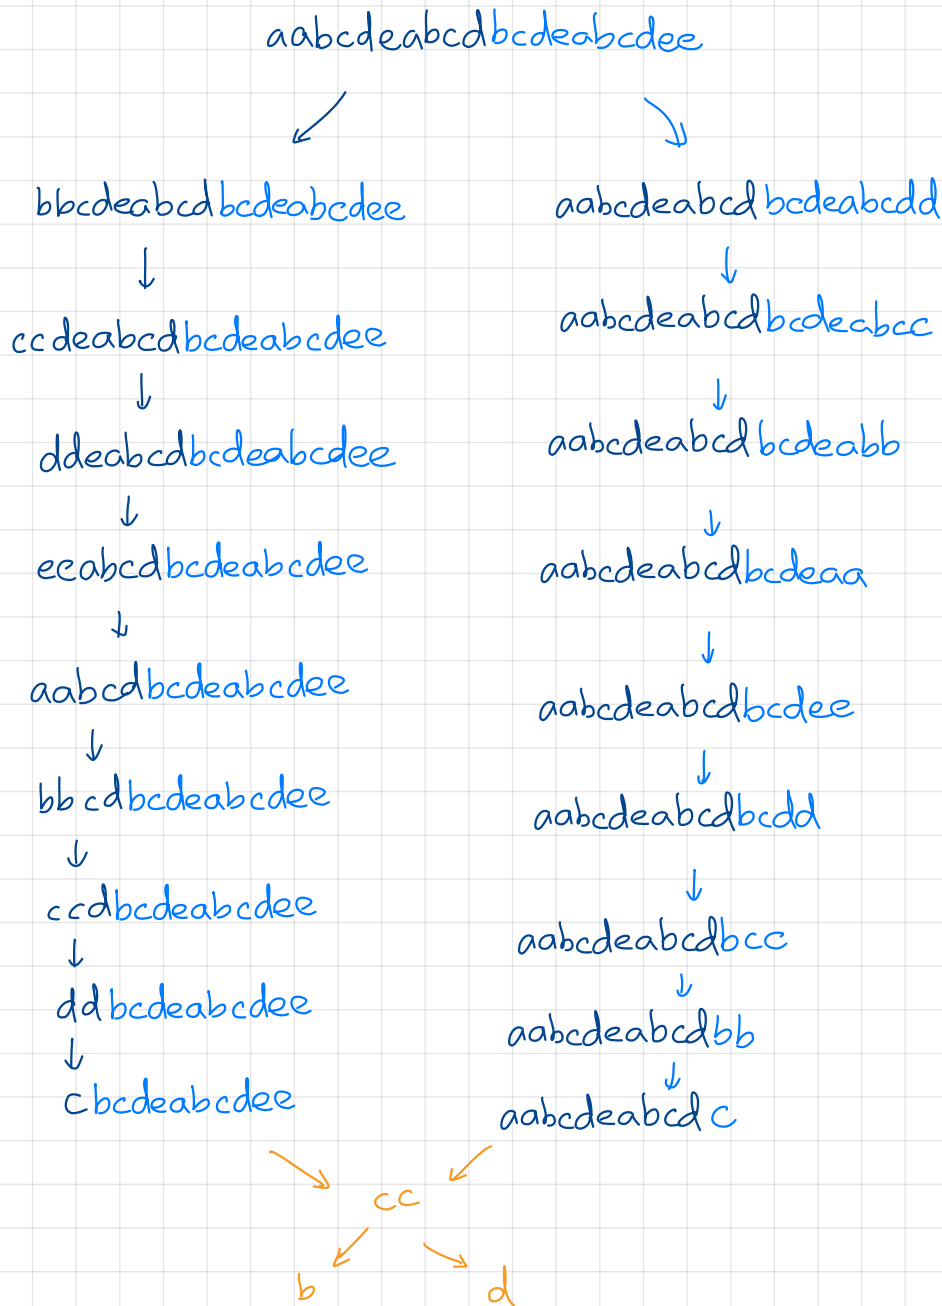 aabcdeabcdbcdeabcdee
bbcdeabcdbcdeabcdee aabcdeabcdbcdeabcdd
ccdeabcdbcdeabcdee aabcdeabcdbcdeabcc
ddeabcdbcdeabcdee aabcdeabcdbcdeabb
eeabcdbcdeabcdee aabcdeabcdbcdeaa
aabcdbcdeabcdee aabcdeabcdbcdee
bbcdbcdeabcdee aabcdeabcdbcdd
ccdbcdeabcdee aabcdeabcdbcc
ddbcdeabcdee aabcdeabcdbb
cbcdeabcdee aabcdeabcdc
cc
b d